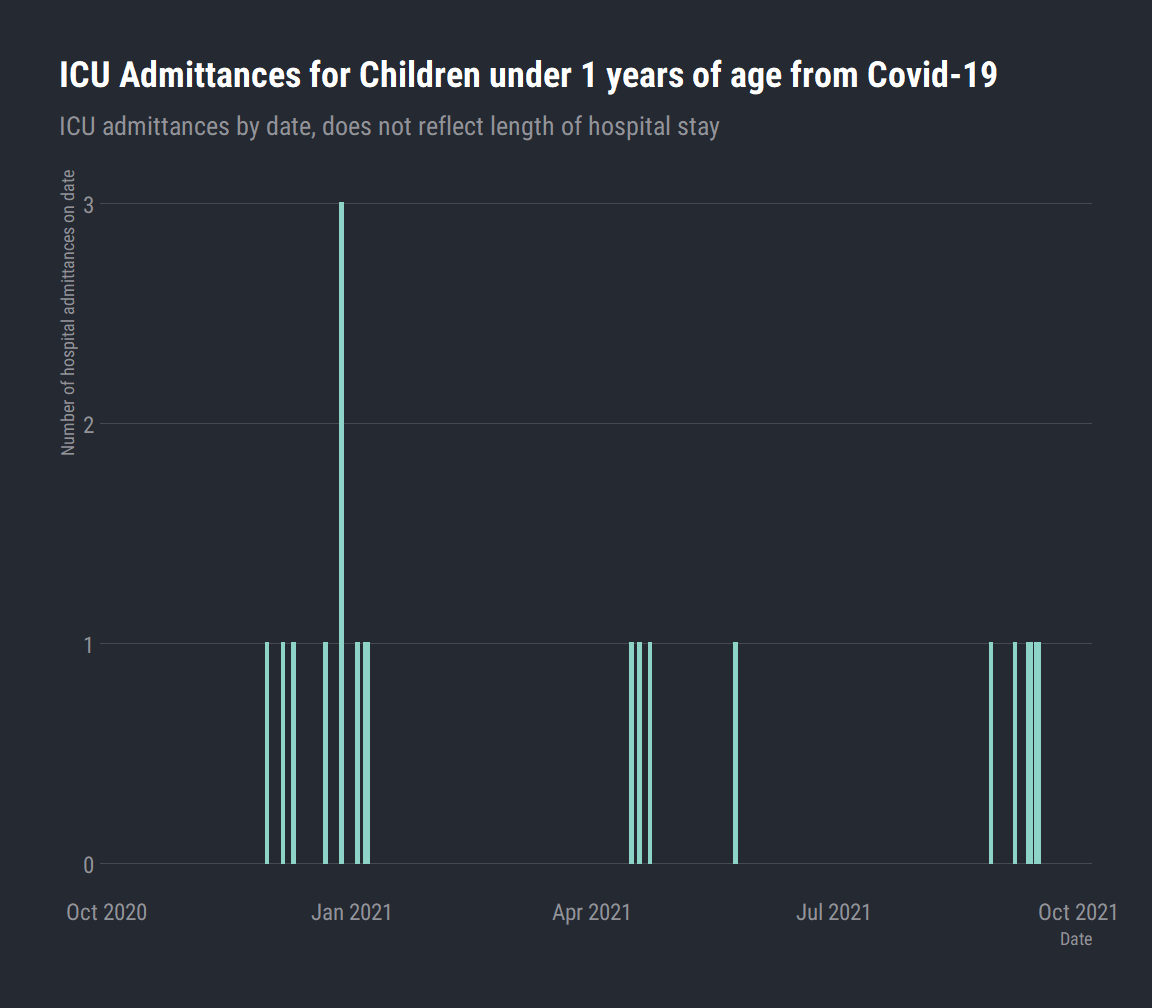 ICU Admittances for Children under 1 years of age from Covid-19
ICU admittances by date, does not reflect length of hospital stay
Number of hospital admittances on date
3
2
1
0
Oct 2020
Jan 2021
Apr 2021
Jul 2021
Oct 2021
Date